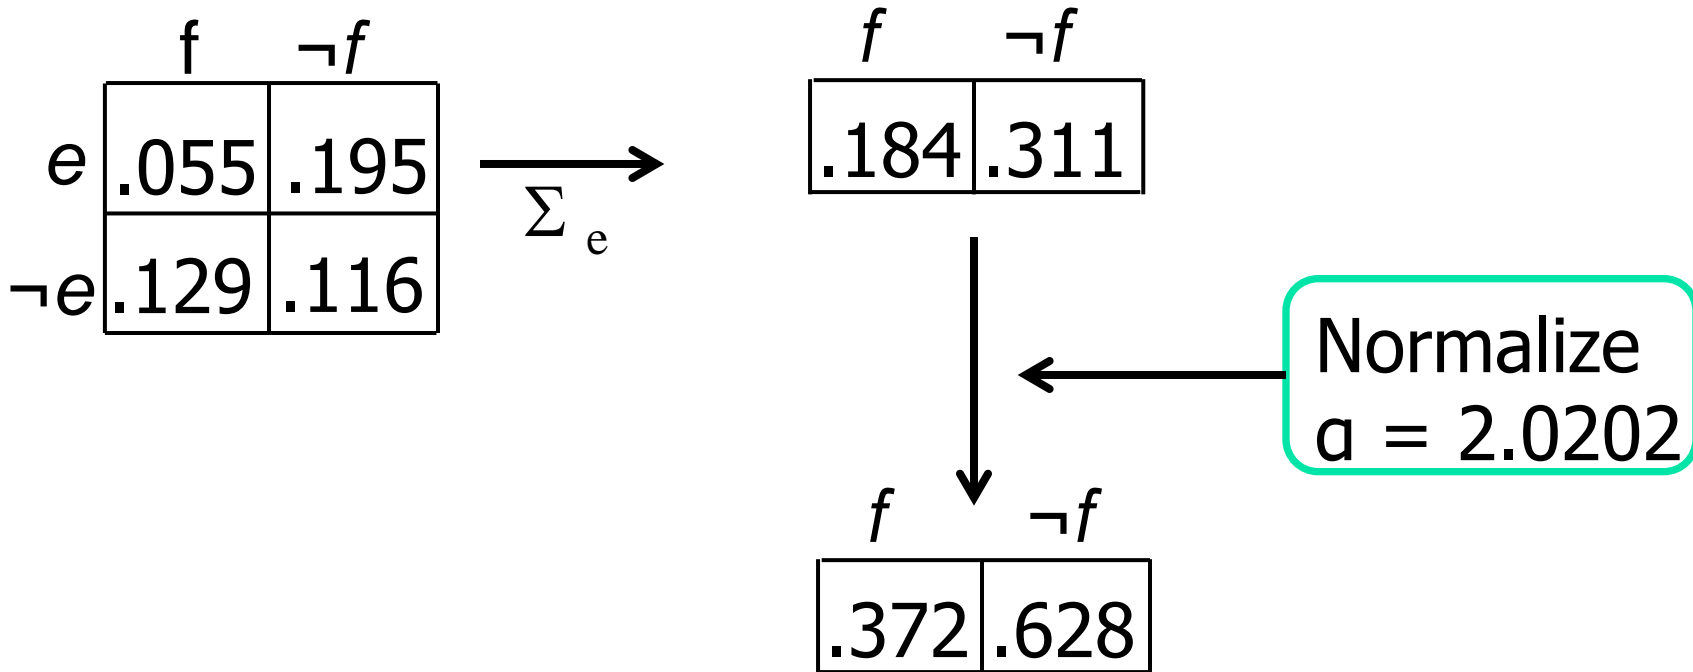 f ¬f
e .055 .195
¬e .129 .116
Σ e
f ¬f
.184 .311
Normalize
α = 2.0202
f ¬f
.372 .628